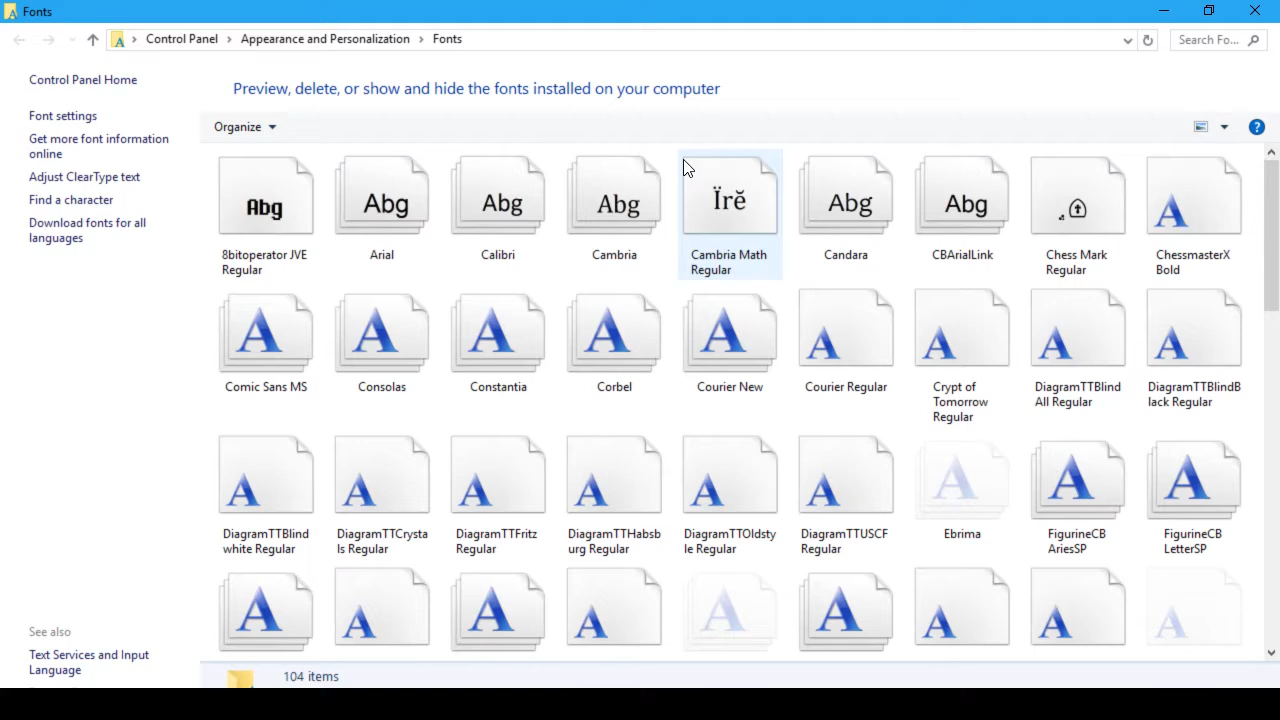 Fonts
Control Panel > Appearance and Personalization > Fonts
Search Fo...
Control Panel Home
Font settings
Get more font information
online
Adjust ClearType text
Find a character
Download fonts for all
languages
See also
Text Services and Input
Language
Preview, delete, or show and hide the fonts installed on your computer
Organize
?
Abg
Abg
Abg
Abg
Ïrĕ
Abg
Abg
A
8bitoperator JVE
Regular
Arial
Calibri
Cambria
Cambria Math
Regular
Candara
CBArialLink
Chess Mark
Regular
ChessmasterX
Bold
A
A
A
A
A
A
A
A
A
Comic Sans MS
Consolas
Constantia
Corbel
Courier New
Courier Regular
Crypt of
Tomorrow
Regular
DiagramTTBlind
All Regular
DiagramTTBlindB
lack Regular
A
A
A
A
A
A
A
A
A
DiagramTTBlind
white Regular
DiagramTTCrysta
ls Regular
DiagramTTFritz
Regular
DiagramTTHabsb
urg Regular
DiagramTTOldsty
le Regular
DiagramTTUSCF
Regular
Ebrima
FigurineCB
AriesSP
FigurineCB
LetterSP
A
A
A
A
A
A
A
A
A
104 items